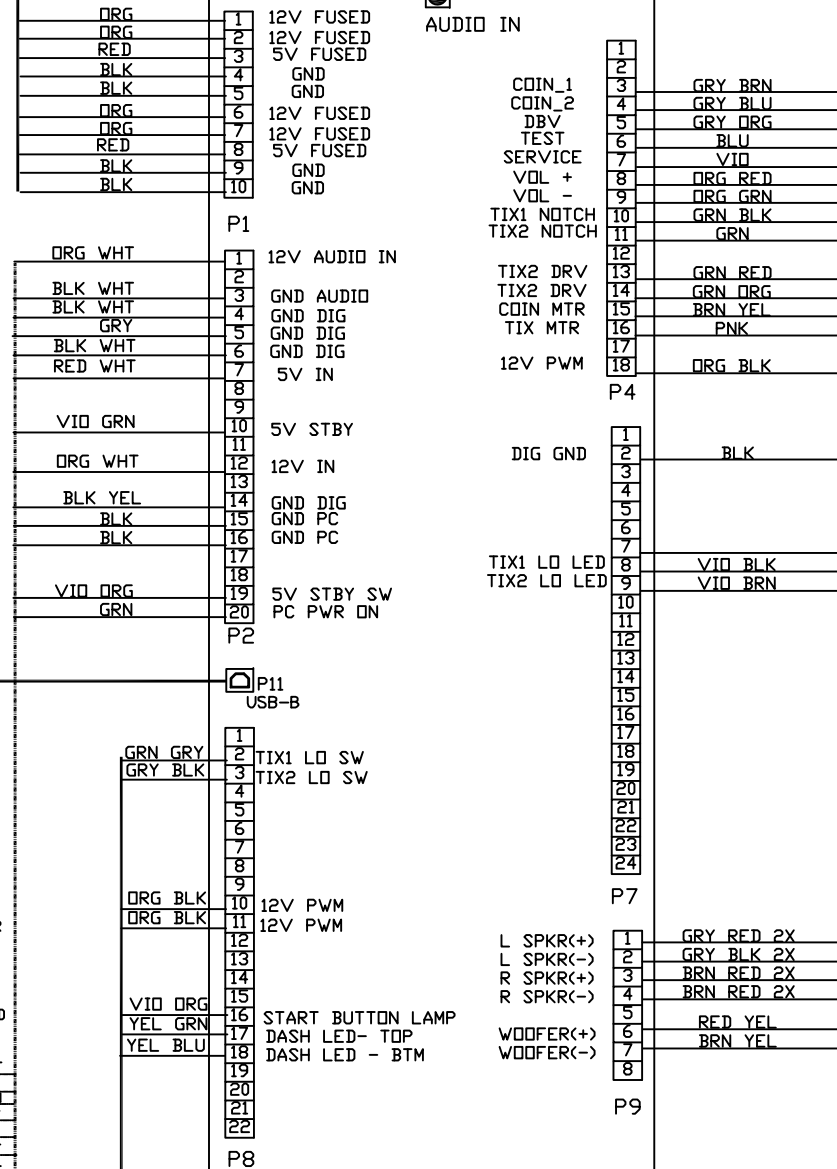 AUDIO IN
ORG 1 12V FUSED
ORG 2 12V FUSED
RED 3 5V FUSED
BLK 4 GND
BLK 5 GND
ORG 6 12V FUSED
ORG 7 12V FUSED
RED 8 5V FUSED
BLK 9 GND
BLK 10 GND
P1
ORG WHT 1 12V AUDIO IN
2
BLK WHT 3 GND AUDIO
BLK WHT 4 GND DIG
GRY 5 GND DIG
BLK WHT 6 GND DIG
RED WHT 7 5V IN
8
9
VIO GRN 10 5V STBY
11
ORG WHT 12 12V IN
13
BLK YEL 14 GND DIG
BLK 15 GND PC
BLK 16 GND PC
17
18
VIO ORG 19 5V STBY SW
GRN 20 PC PWR ON
P2
P11
USB-B
1
GRN GRY 2 TIX1 LO SW
GRY BLK 3 TIX2 LO SW
4
5
6
7
8
9
ORG BLK 10 12V PWM
ORG BLK 11 12V PWM
12
13
14
15
VIO ORG 16 START BUTTON LAMP
YEL GRN 17 DASH LED- TOP
YEL BLU 18 DASH LED - BTM
19
20
21
22
P8
1
2
COIN_1 3 GRY BRN
COIN_2 4 GRY BLU
DBV 5 GRY ORG
TEST 6 BLU
SERVICE 7 VIO
VOL + 8 ORG RED
VOL - 9 ORG GRN
TIX1 NOTCH 10 GRN BLK
TIX2 NOTCH 11 GRN
12
TIX2 DRV 13 GRN RED
TIX2 DRV 14 GRN ORG
COIN MTR 15 BRN YEL
TIX MTR 16 PNK
17
12V PWM 18 ORG BLK
P4
1
DIG GND 2 BLK
3
4
5
6
7
TIX1 LO LED 8 VIO BLK
TIX2 LO LED 9 VIO BRN
10
11
12
13
14
15
16
17
18
19
20
21
22
23
24
P7
L SPKR(+) 1 GRY RED 2X
L SPKR(-) 2 GRY BLK 2X
R SPKR(+) 3 BRN RED 2X
R SPKR(-) 4 BRN RED 2X
5
WOOFER(+) 6 RED YEL
WOOFER(-) 7 BRN YEL
8
P9